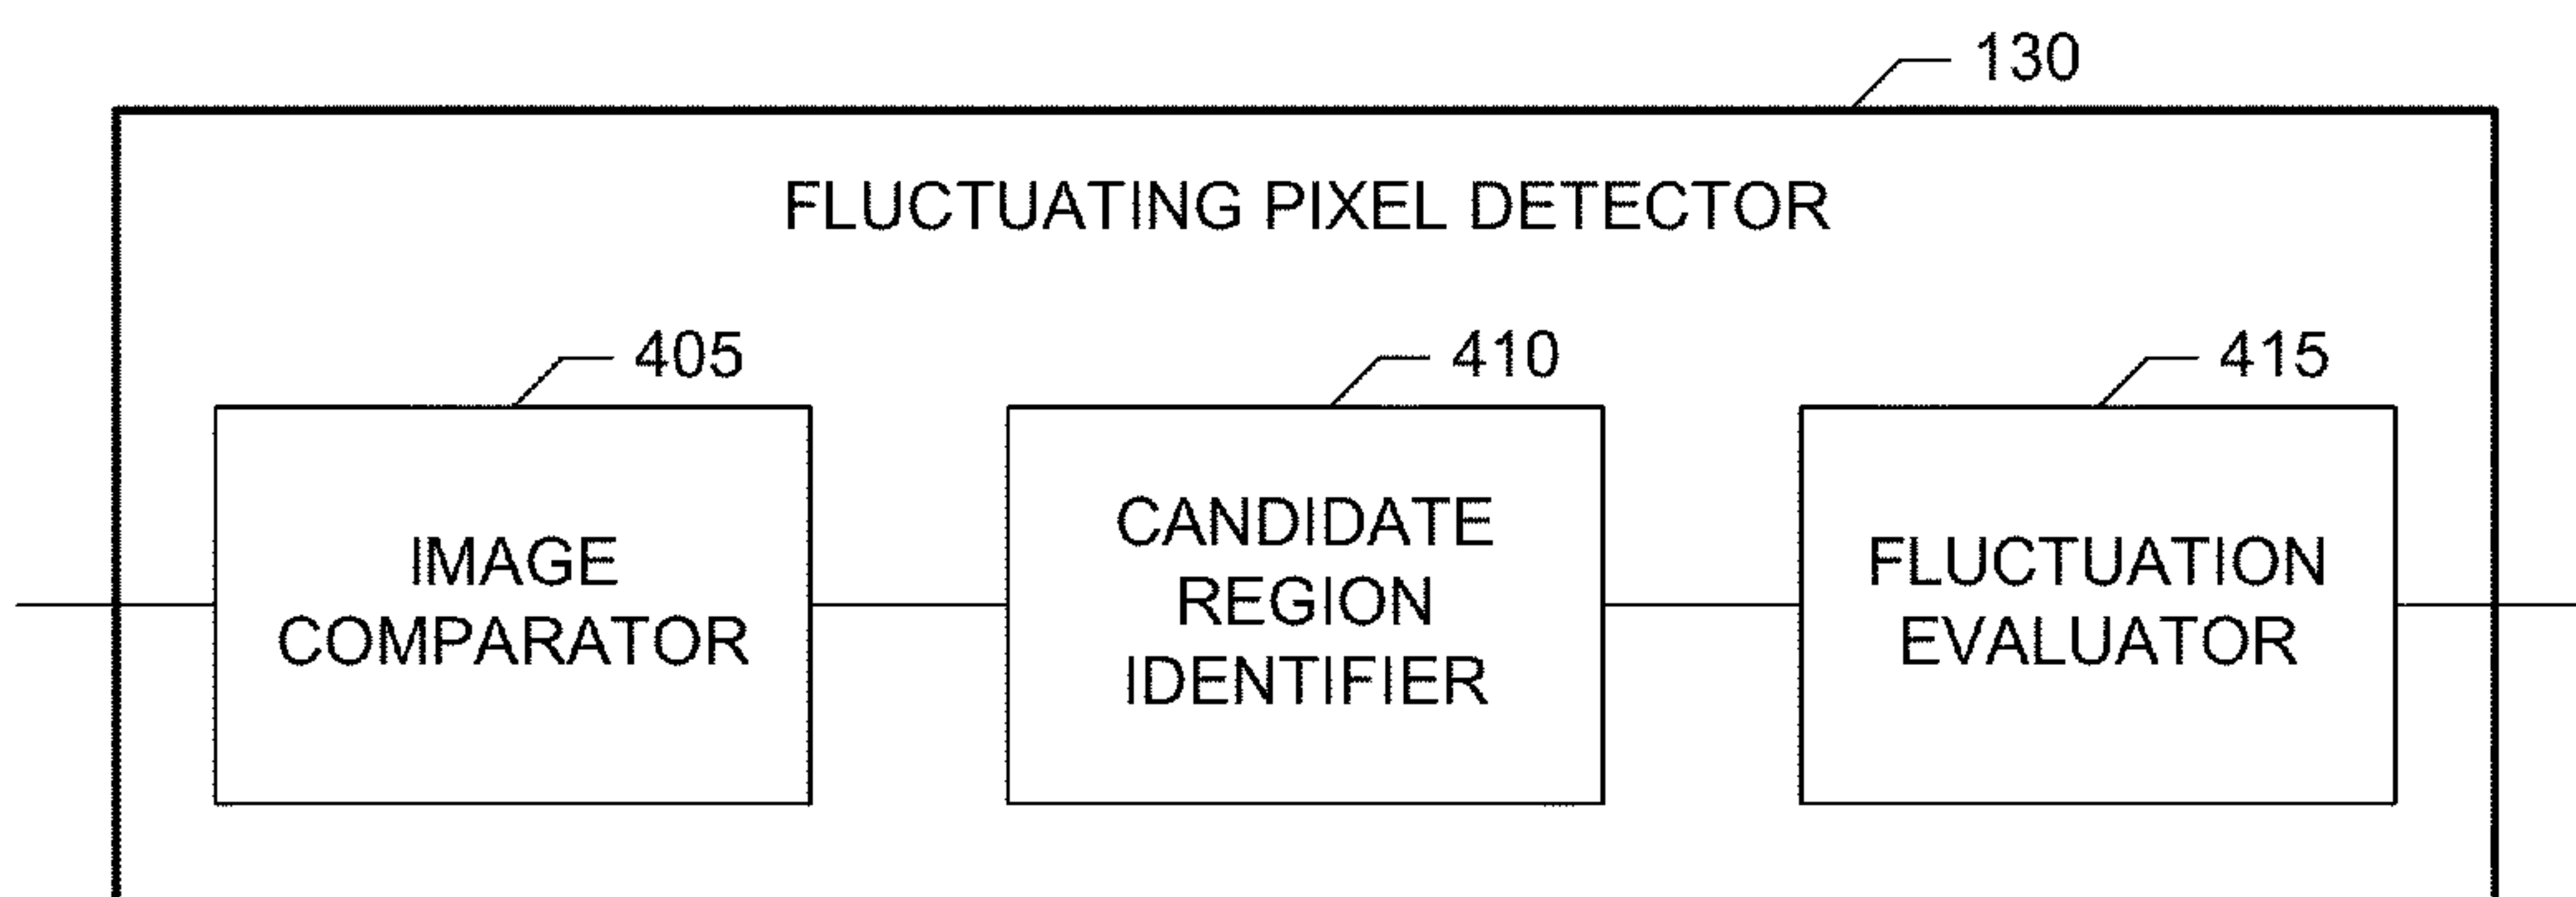 130
FLUCTUATING PIXEL DETECTOR
405
410
415
IMAGE
COMPARATOR
CANDIDATE
REGION
IDENTIFIER
FLUCTUATION
EVALUATOR